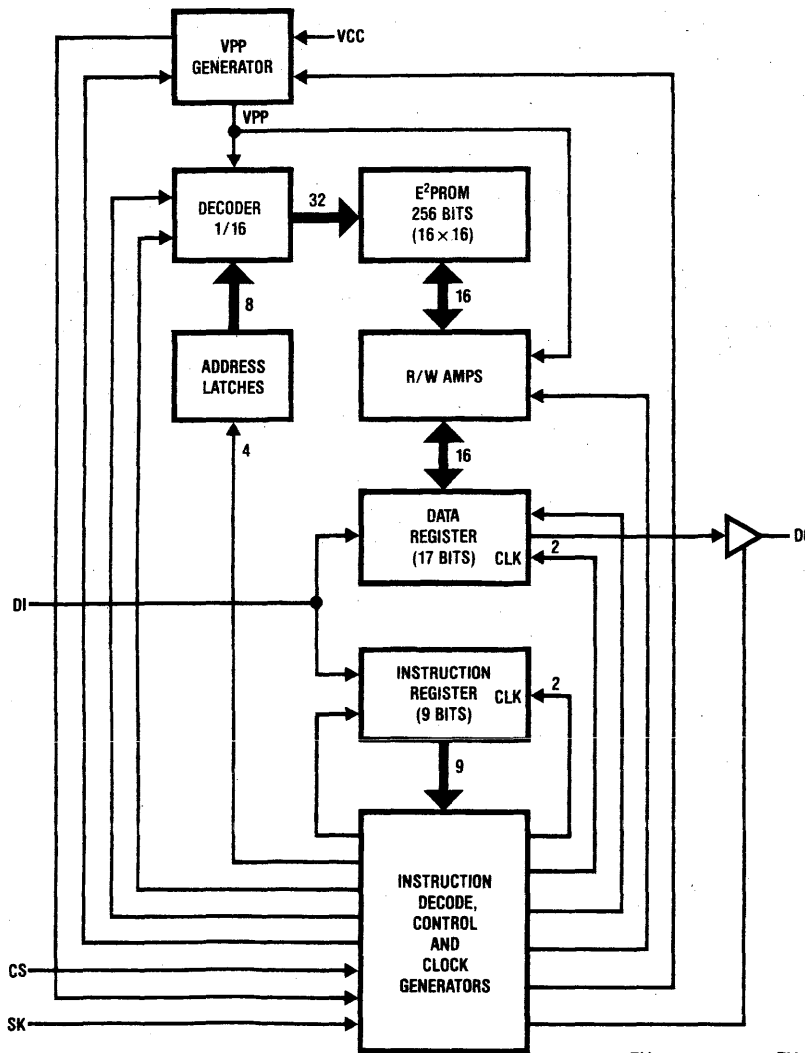 VPP
GENERATOR
VCC
VPP
DECODER
1/16
32
E²PROM
256 BITS
(16 × 16)
8
16
ADDRESS
LATCHES
R/W AMPS
4
16
DATA
REGISTER
(17 BITS)
CLK
2
DI
INSTRUCTION
REGISTER
(9 BITS)
CLK
2
9
INSTRUCTION
DECODE,
CONTROL
AND
CLOCK
GENERATORS
CS
SK